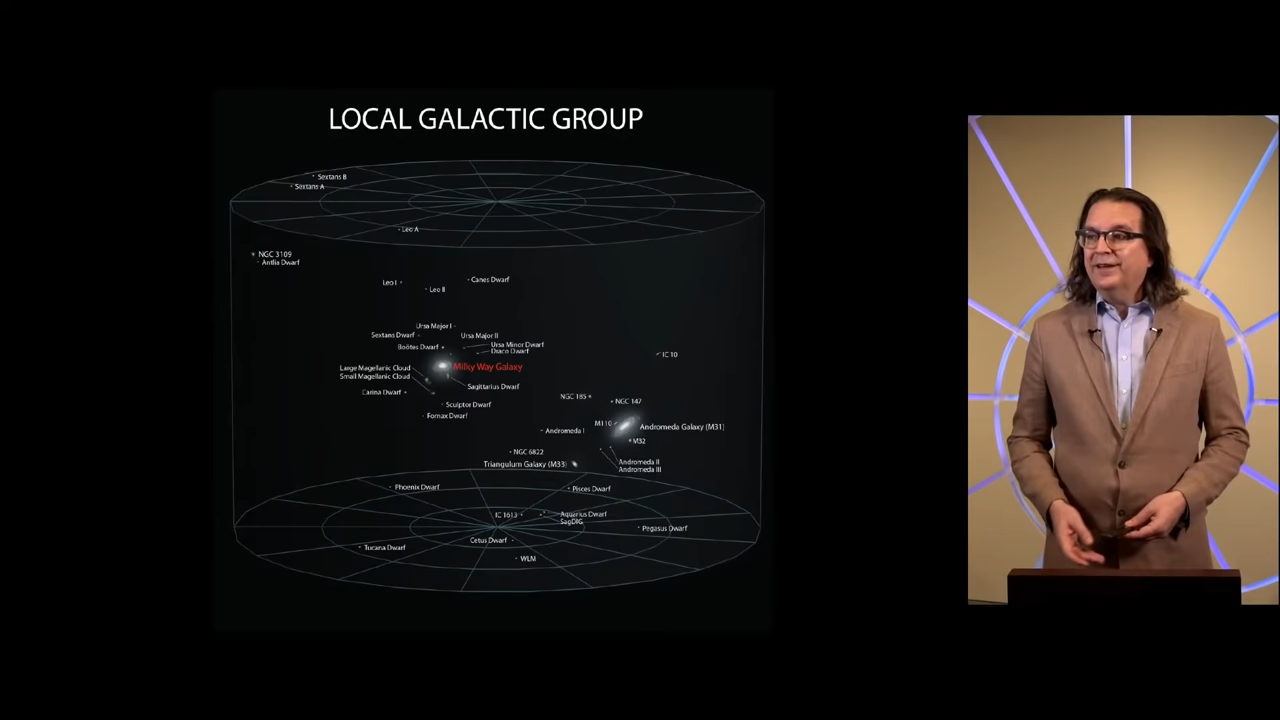 LOCAL GALACTIC GROUP
Sextans B
Sextans A
Leo A
NGC 3109
Antlia Dwarf
Canes Dwarf
Leo I
Leo II
Ursa Major I
Sextans Dwarf
Ursa Major II
Ursa Minor Dwarf
Boötes Dwarf
Draco Dwarf
IC 10
Milky Way Galaxy
Large Magellanic Cloud
Small Magellanic Cloud
Sagittarius Dwarf
Carina Dwarf
NGC 185
NGC 147
Sculptor Dwarf
Fornax Dwarf
M110
Andromeda Galaxy (M31)
Andromeda I
M32
NGC 6822
Triangulum Galaxy (M33)
Andromeda II
Andromeda III
Phoenix Dwarf
Pisces Dwarf
IC 1613
Aquarius Dwarf
SagDIG
Pegasus Dwarf
Cetus Dwarf
Tucana Dwarf
WLM